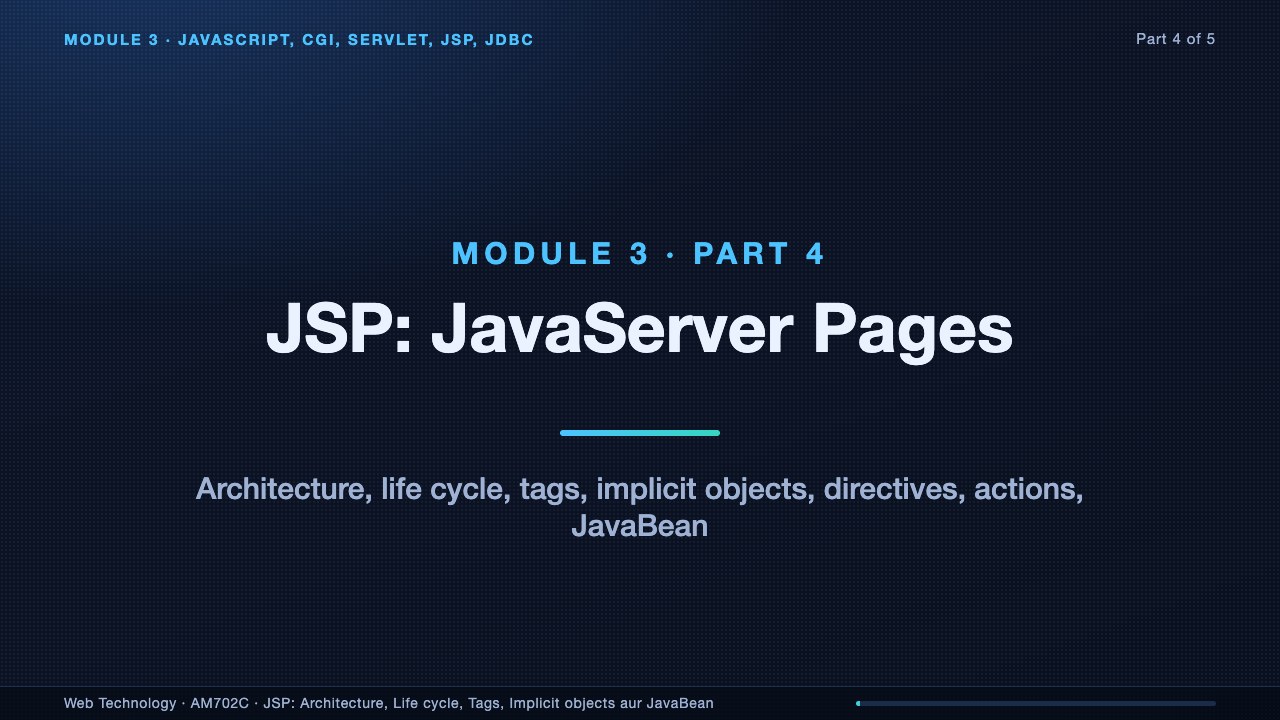 MODULE 3 · JAVASCRIPT, CGI, SERVLET, JSP, JDBC
Part 4 of 5
MODULE 3 · PART 4
JSP: JavaServer Pages
Architecture, life cycle, tags, implicit objects, directives, actions,
JavaBean
Web Technology · AM702C · JSP: Architecture, Life cycle, Tags, Implicit objects aur JavaBean